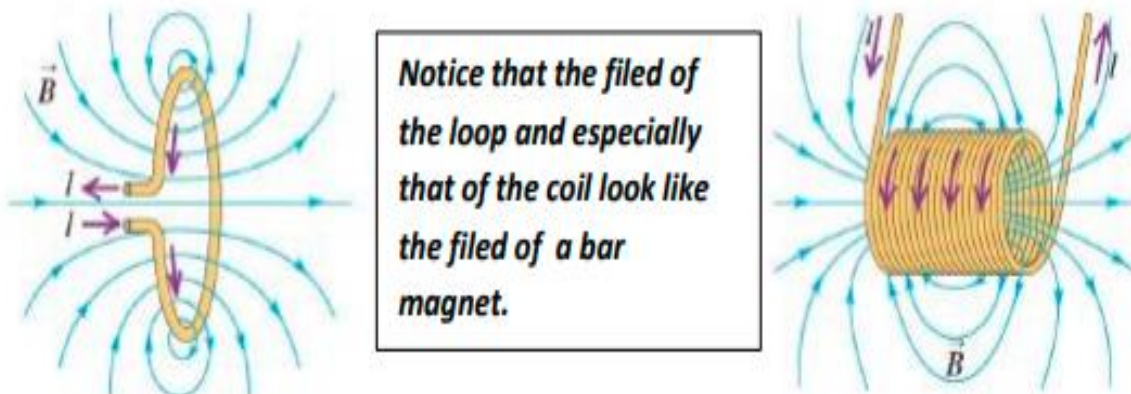 B
I
I
Notice that the filed of
the loop and especially
that of the coil look like
the filed of a bar
magnet.
I
I
B